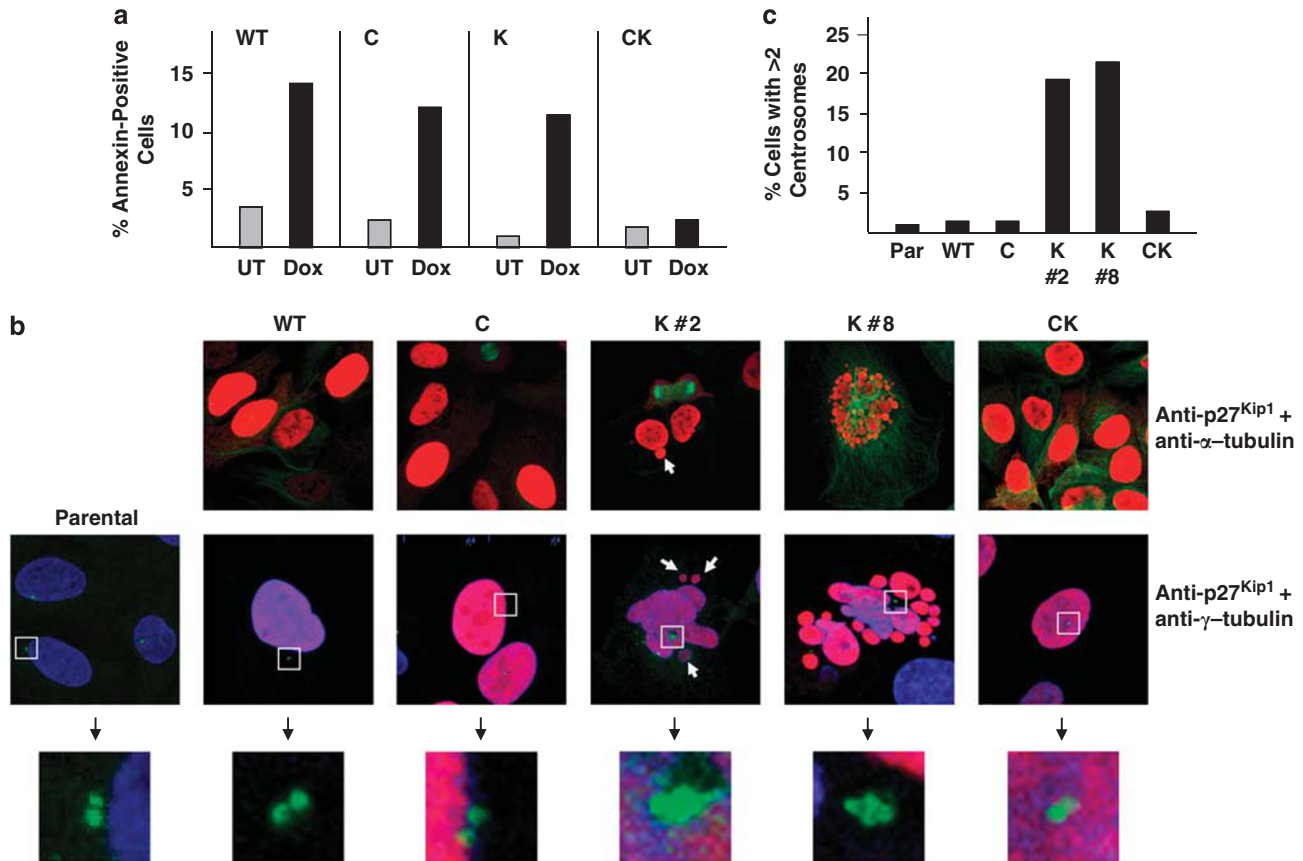 a
WT C K CK
% Annexin-Positive
Cells
15
10
5
UT Dox UT Dox UT Dox UT Dox
c
% Cells with >2
Centrosomes
25
20
15
10
5
Par WT C K K CK
#2 #8
b
WT C K #2 K #8 CK
Anti-p27Kip1 +
anti-α–tubulin
Parental
Anti-p27Kip1 +
anti-γ–tubulin